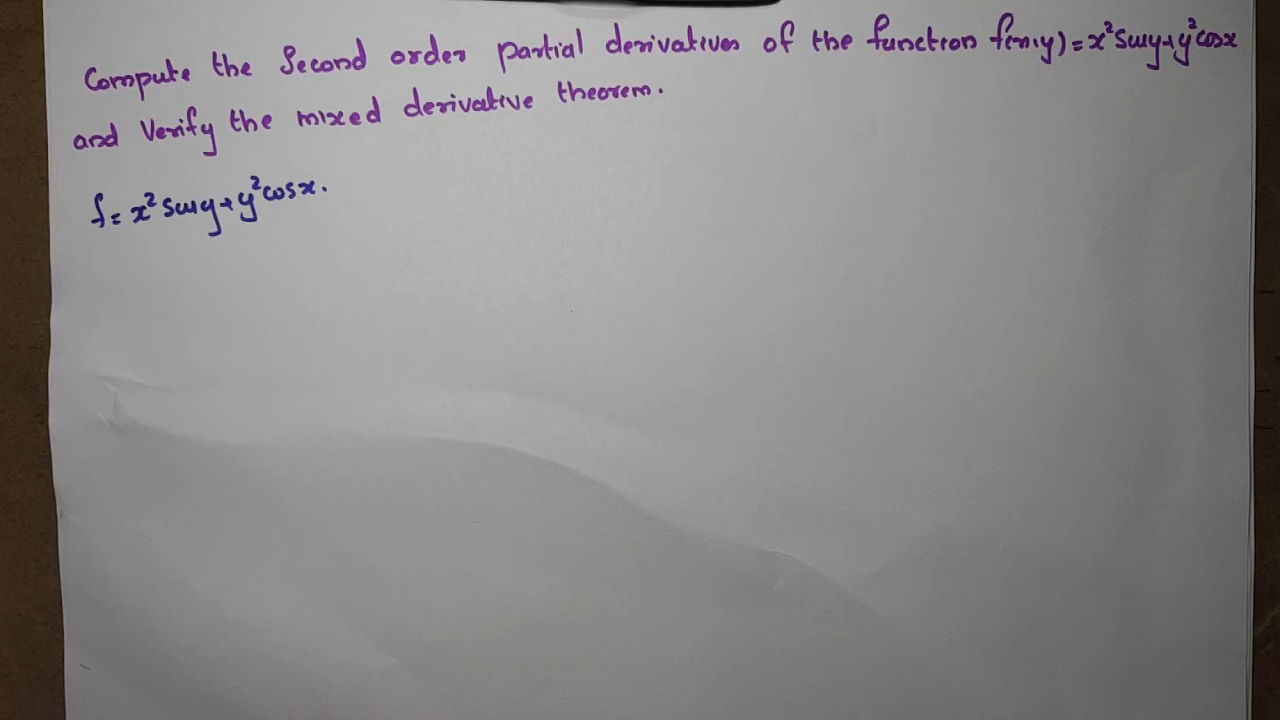 Compute the Second order partial derivatives of the function f(x,y)=x²siny+y²cosx
and Verify the mixed derivative theorem.
f=x²siny+y²cosx.